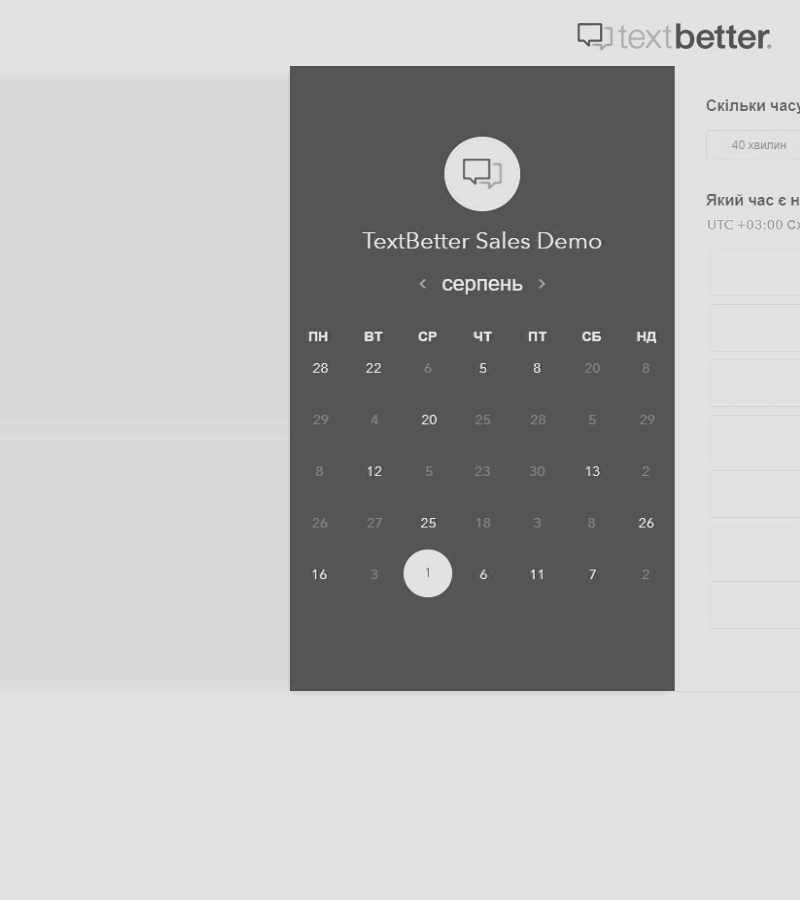 textbetter.
TextBetter Sales Demo
< серпень >
ПН ВТ СР ЧТ ПТ СБ НД
28 22 6 5 8 20 8
29 4 20 25 28 5 29
8 12 5 23 30 13 2
26 27 25 18 3 8 26
16 3 1 6 11 7 2
Скільки часу
40 хвилин
Який час є н
UTC +03:00 Сх